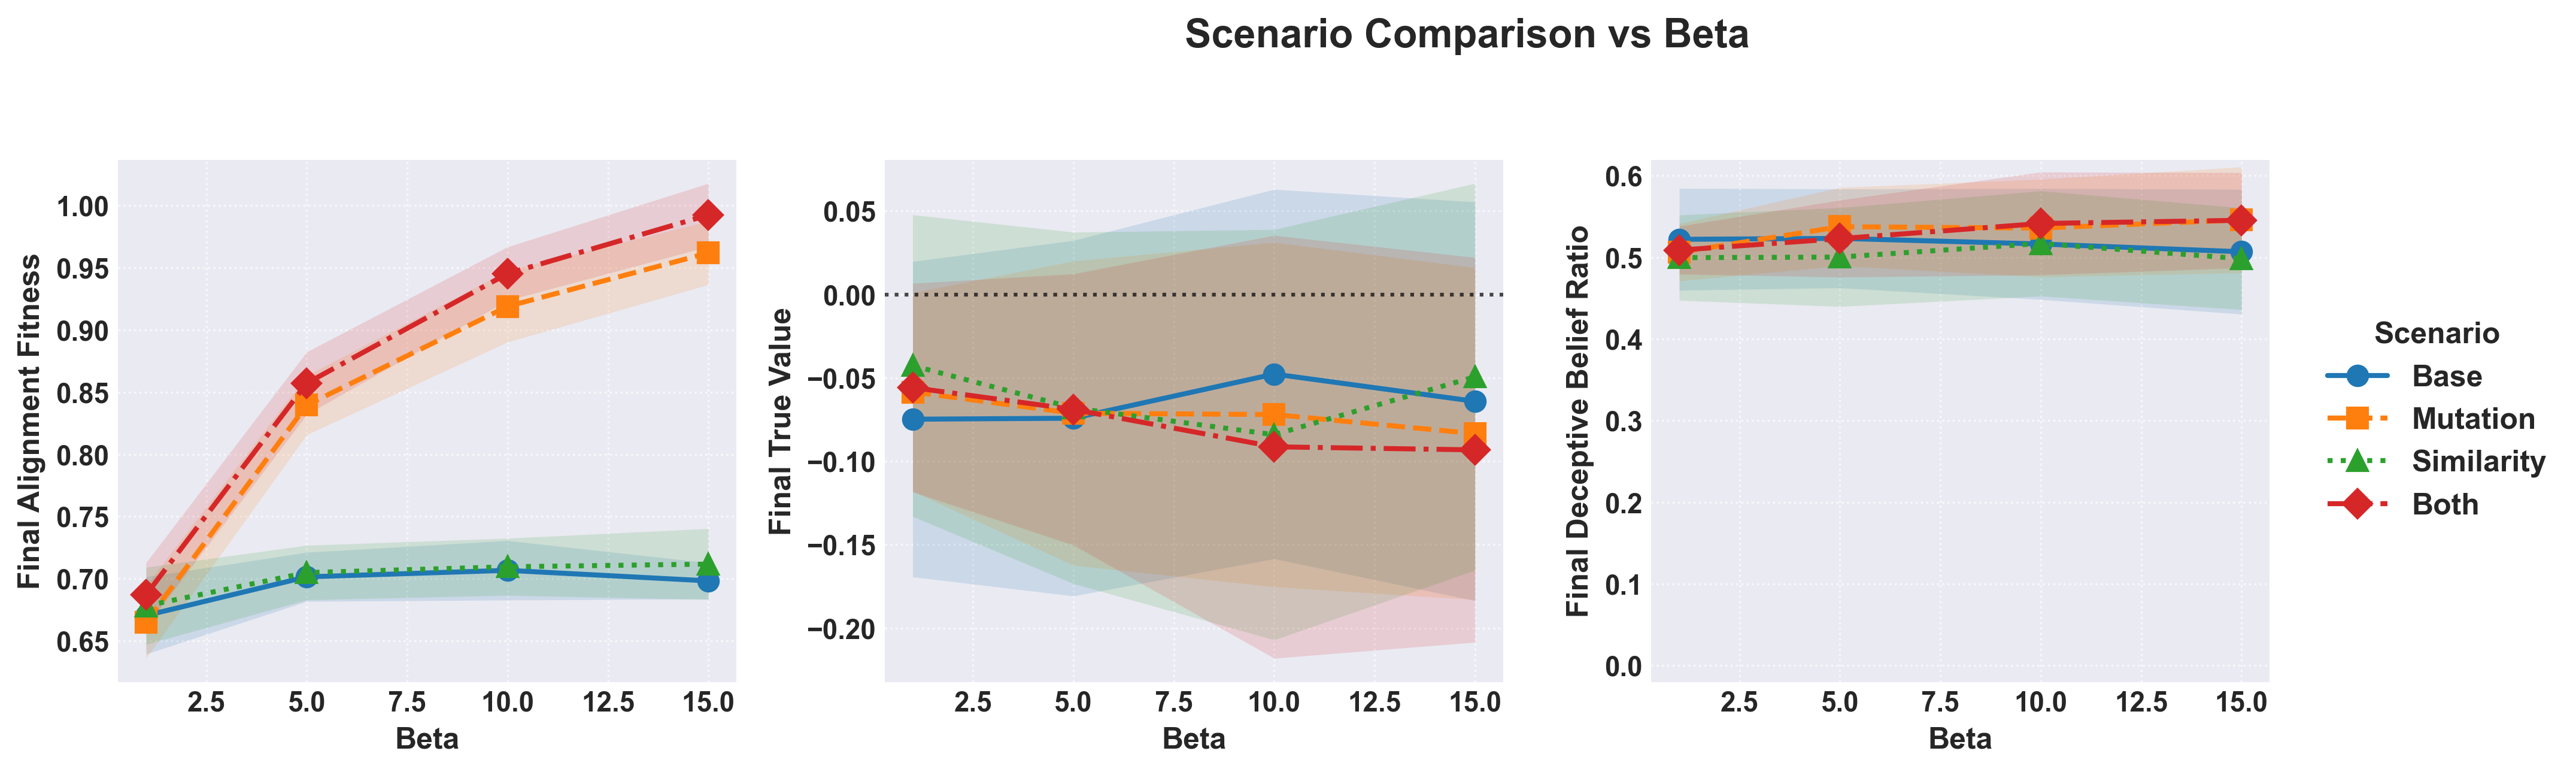 Scenario Comparison vs Beta
Final Alignment Fitness
1.00
0.95
0.90
0.85
0.80
0.75
0.70
0.65
2.5 5.0 7.5 10.0 12.5 15.0
Beta
Final True Value
0.05
0.00
−0.05
−0.10
−0.15
−0.20
2.5 5.0 7.5 10.0 12.5 15.0
Beta
Final Deceptive Belief Ratio
0.6
0.5
0.4
0.3
0.2
0.1
0.0
2.5 5.0 7.5 10.0 12.5 15.0
Beta
Scenario
Base
Mutation
Similarity
Both